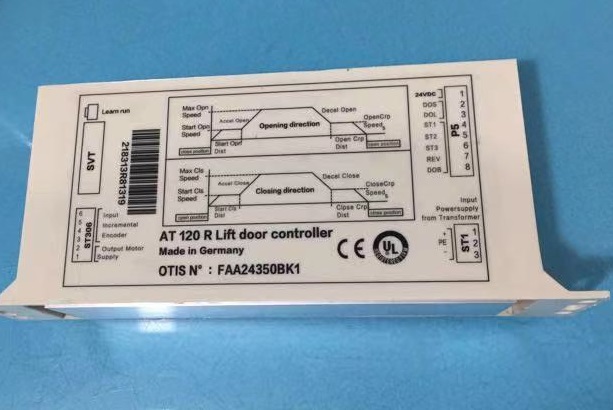 Learn run
SVT
218313R81319
Max Opn
Speed
Accel Open
Decel Open
Start Opn
Speed
Opening direction
OpenCrp
Speed
Start Opn
Dist
Open Crp
Dist
close position
open position
Max Cls
Speed
Accel Close
Decel Close
Start Cls
Speed
Closing direction
CloseCrp
Speed
Start Cls
Dist
Clpse Crp
Dist
open position
close position
24VDC 1
DOS 2
DOL 3
ST1 4
ST2 5
ST3 6
REV 7
DOB 8
P5
Input
Powersupply
from Transformer
+ 1
PE 2
- 3
ST1
6
5
4
3
2
1
ST306
Input
Incremental
Encoder
Output Motor
Supply
AT 120 R Lift door controller
Made in Germany
OTIS N° : FAA24350BK1
CE
UL